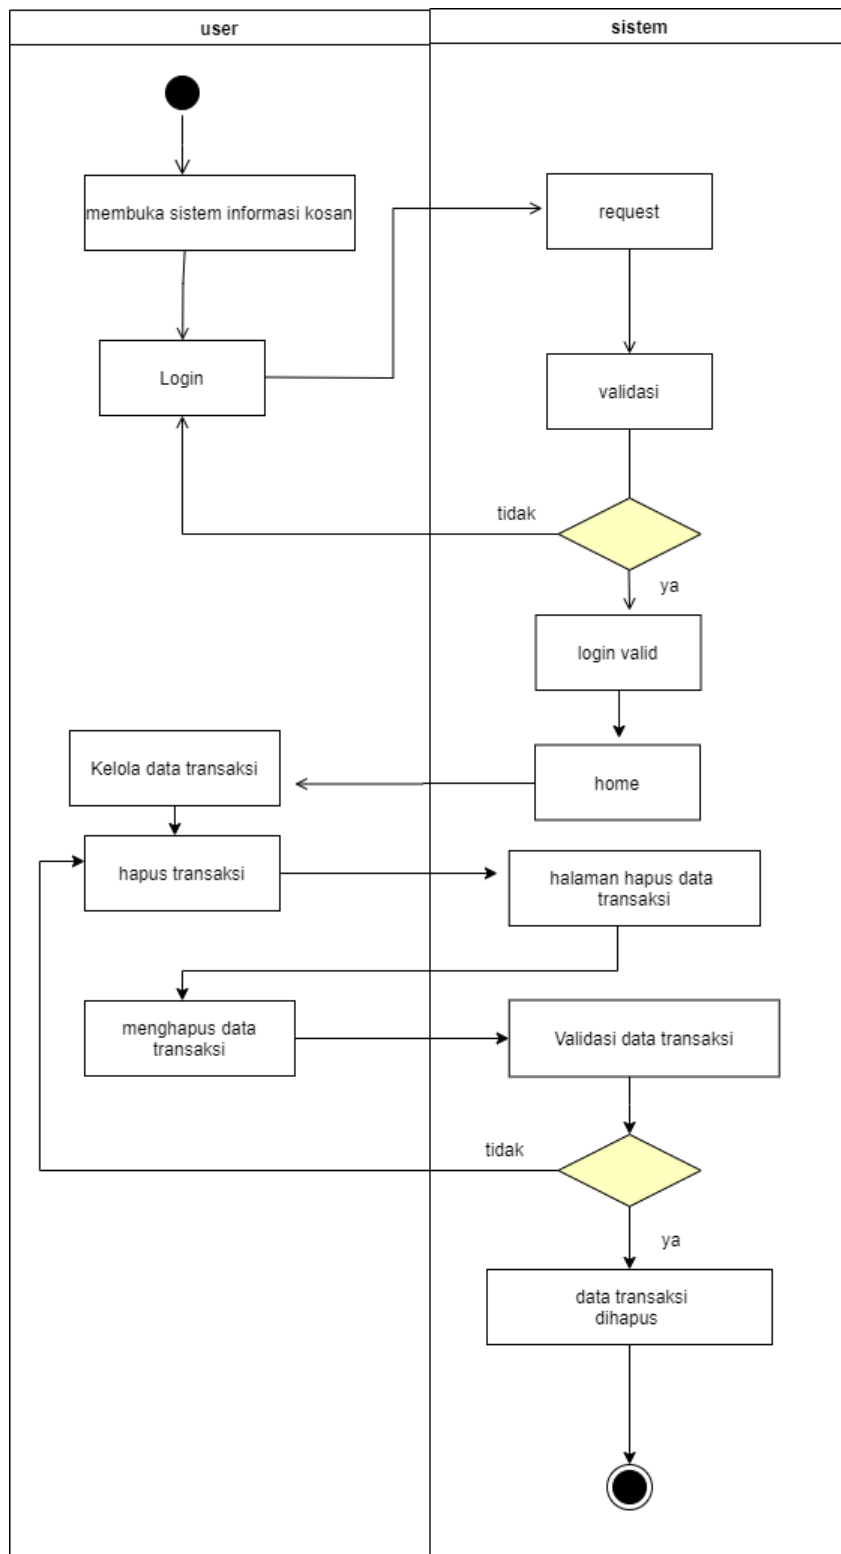 user
sistem
membuka sistem informasi kosan
request
Login
validasi
tidak
ya
login valid
Kelola data transaksi
home
hapus transaksi
halaman hapus data
transaksi
menghapus data
transaksi
Validasi data transaksi
tidak
ya
data transaksi
dihapus